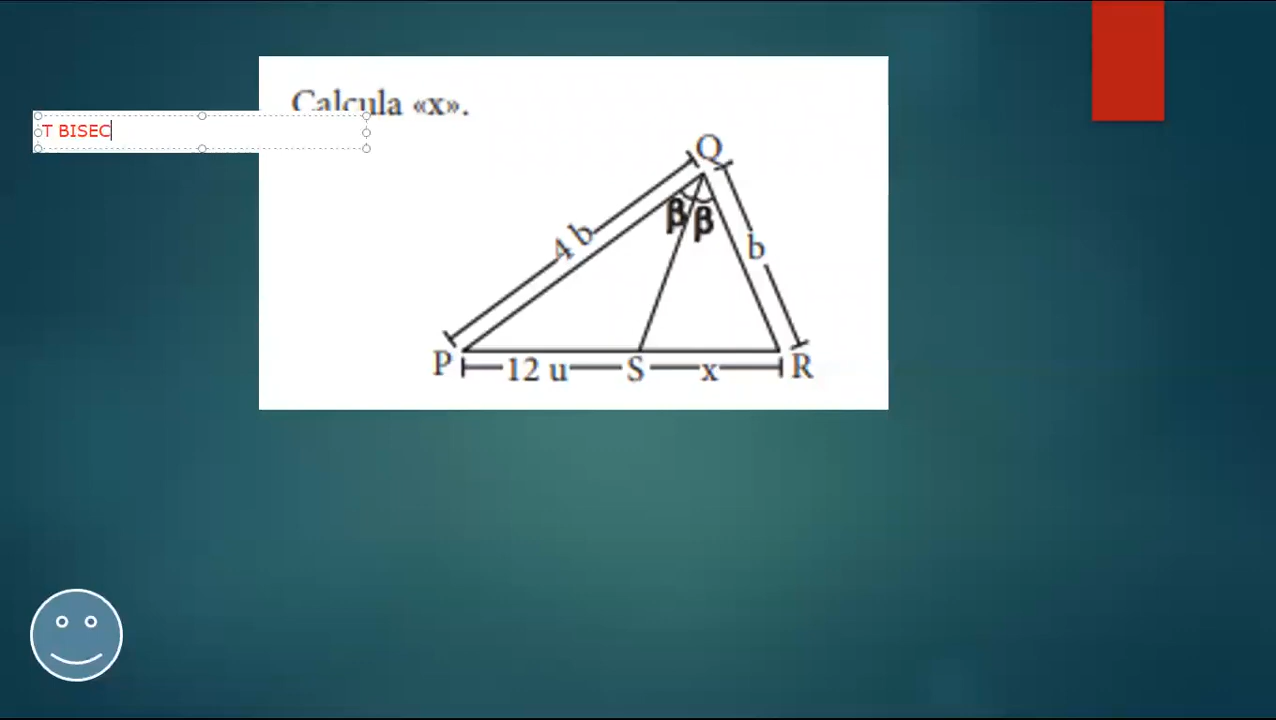 Calcula «x».
T BISEC
Q
4 b
β β
b
P 12 u S x R